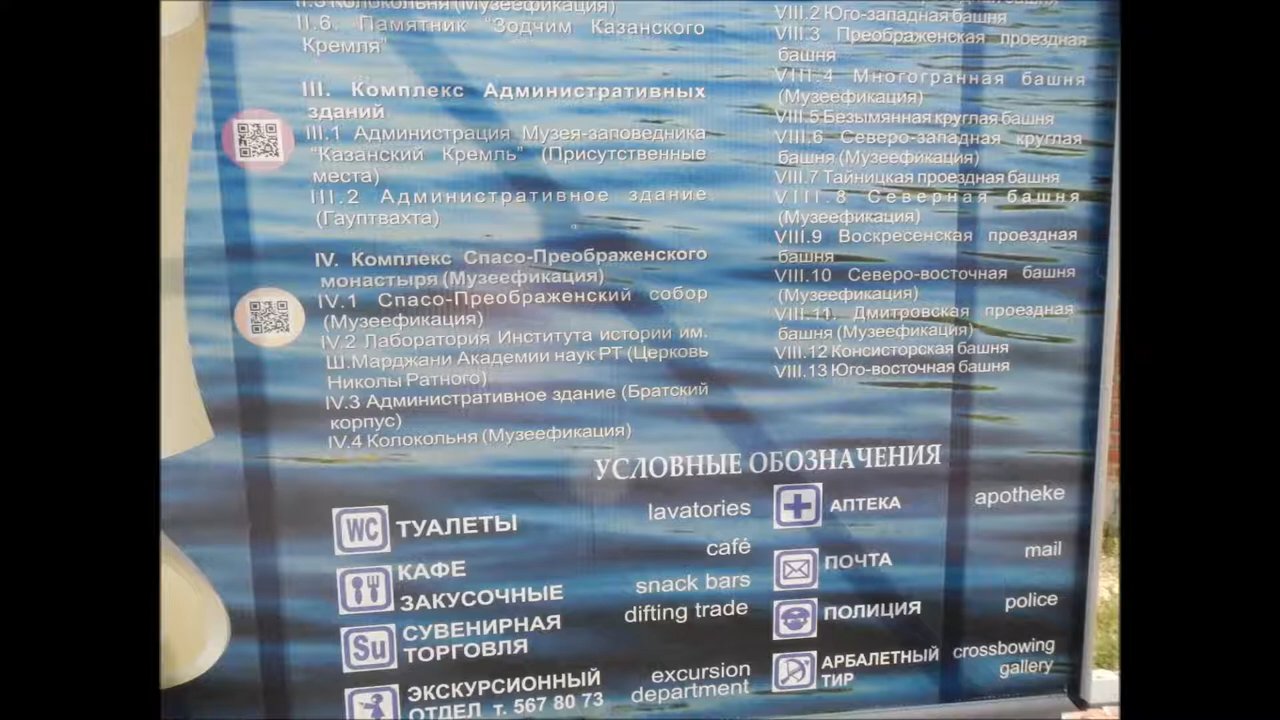 II.5 Колокольня (Музеефикация)
II.6. Памятник "Зодчим Казанского
Кремля"
III. Комплекс Административных
зданий
III.1 Администрация Музея-заповедника
"Казанский Кремль" (Присутственные
места)
III.2 Административное здание
(Гауптвахта)
IV. Комплекс Спасо-Преображенского
монастыря (Музеефикация)
IV.1 Спасо-Преображенский собор
(Музеефикация)
IV.2 Лаборатория Института истории им.
Ш.Марджани Академии наук РТ (Церковь
Николы Ратного)
IV.3 Административное здание (Братский
корпус)
IV.4 Колокольня (Музеефикация)
башня
VIII.2 Юго-западная башня
VIII.3 Преображенская проездная
башня
VIII.4 Многогранная башня
(Музеефикация)
VIII.5 Безымянная круглая башня
VIII.6 Северо-западная круглая
башня (Музеефикация)
VIII.7 Тайницкая проездная башня
VIII.8 Северная башня
(Музеефикация)
VIII.9 Воскресенская проездная
башня
VIII.10 Северо-восточная башня
(Музеефикация)
VIII.11. Дмитровская проездная
башня (Музеефикация)
VIII.12 Консисторская башня
VIII.13 Юго-восточная башня
УСЛОВНЫЕ ОБОЗНАЧЕНИЯ
WC ТУАЛЕТЫ lavatories
КАФЕ café
ЗАКУСОЧНЫЕ snack bars
Su СУВЕНИРНАЯ difting trade
ТОРГОВЛЯ
ЭКСКУРСИОННЫЙ excursion
ОТДЕЛ т. 567 80 73 department
АПТЕКА apotheke
ПОЧТА mail
ПОЛИЦИЯ police
АРБАЛЕТНЫЙ crossbowing
ТИР gallery